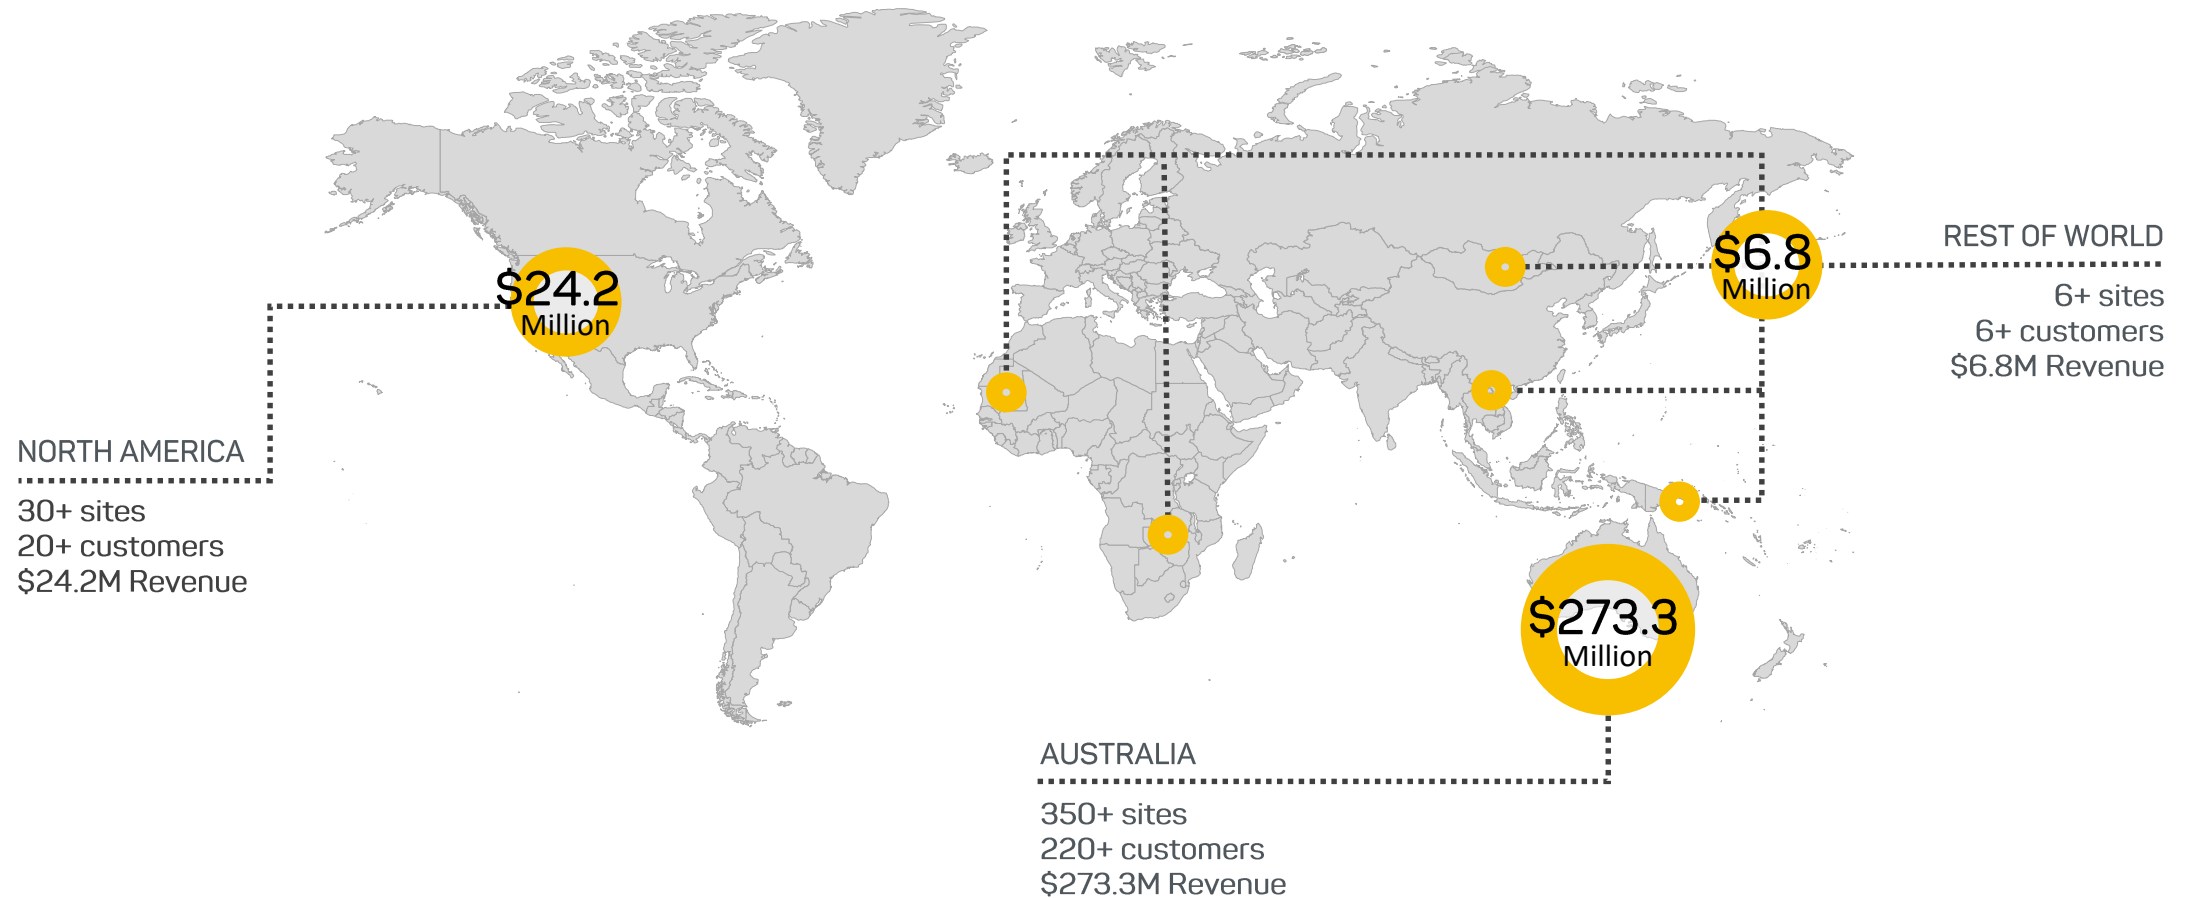 $24.2
Million
NORTH AMERICA
30+ sites
20+ customers
$24.2M Revenue
$6.8
Million
REST OF WORLD
6+ sites
6+ customers
$6.8M Revenue
$273.3
Million
AUSTRALIA
350+ sites
220+ customers
$273.3M Revenue